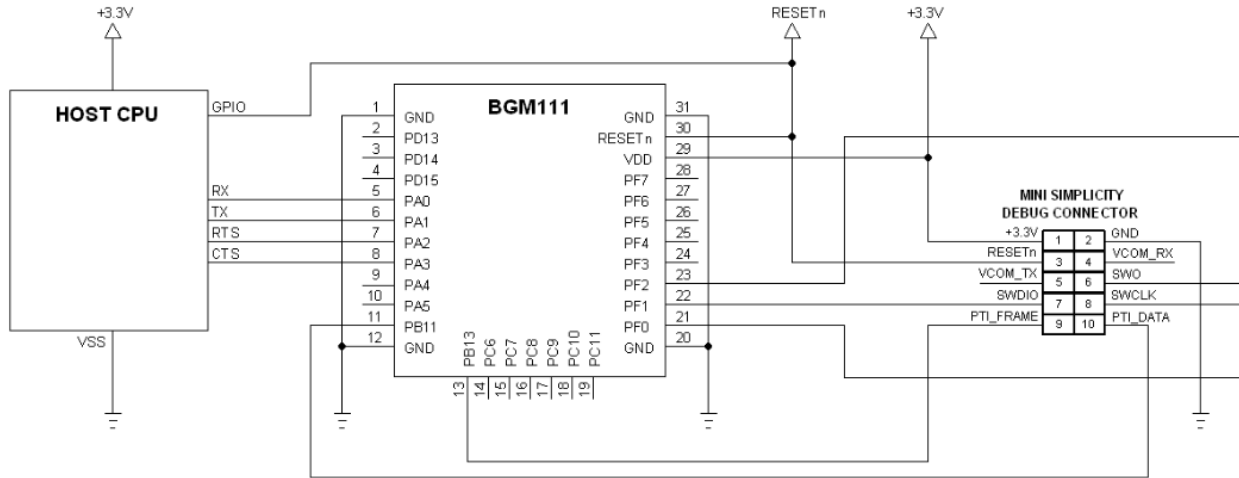 +3.3V
RESETn
+3.3V
HOST CPU
GPIO
RX
TX
RTS
CTS
VSS
BGM111
1 GND
2 PD13
3 PD14
4 PD15
5 PA0
6 PA1
7 PA2
8 PA3
9 PA4
10 PA5
11 PB11
12 GND
13 PB13
14 PC6
15 PC7
16 PC8
17 PC9
18 PC10
19 PC11
GND 31
RESETn 30
VDD 29
PF7 28
PF6 27
PF5 26
PF4 25
PF3 24
PF2 23
PF1 22
PF0 21
GND 20
MINI SIMPLICITY
DEBUG CONNECTOR
+3.3V 1 2 GND
RESETn 3 4 VCOM_RX
VCOM_TX 5 6 SWO
SWDIO 7 8 SWCLK
PTI_FRAME 9 10 PTI_DATA